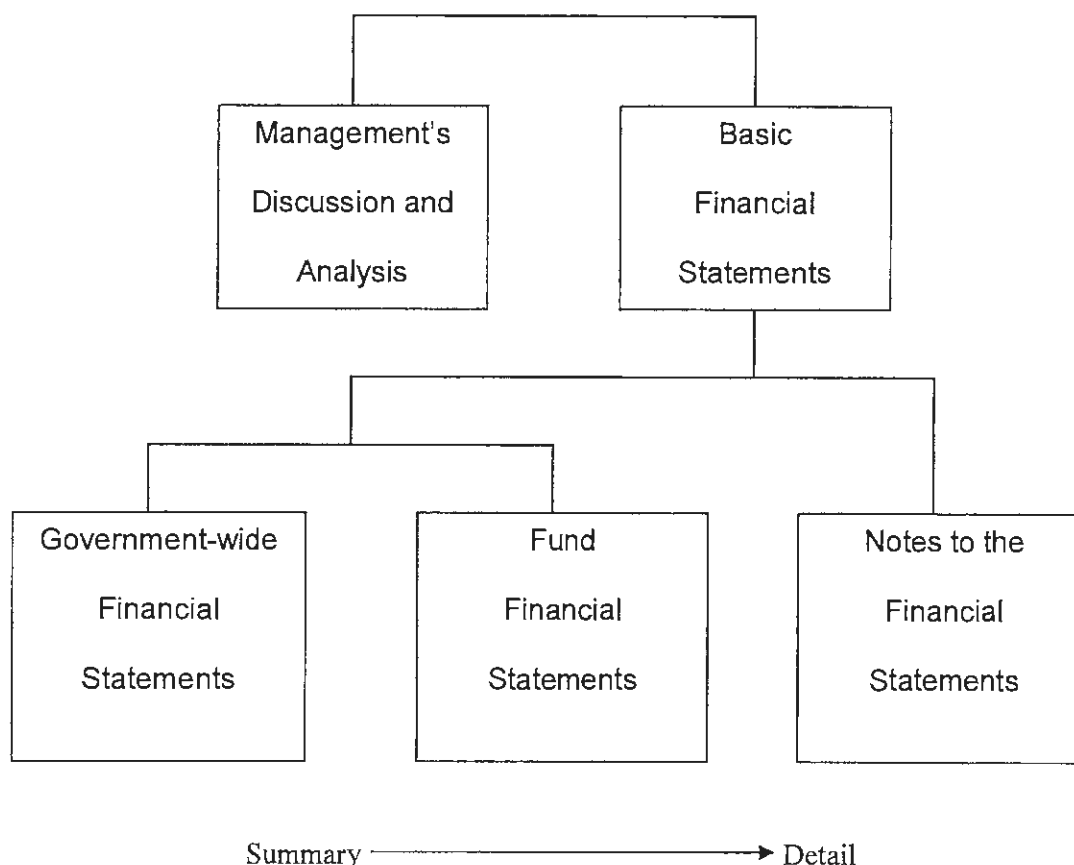 Management's
Discussion and
Analysis
Basic
Financial
Statements
Government-wide
Financial
Statements
Fund
Financial
Statements
Notes to the
Financial
Statements
Summary
Detail